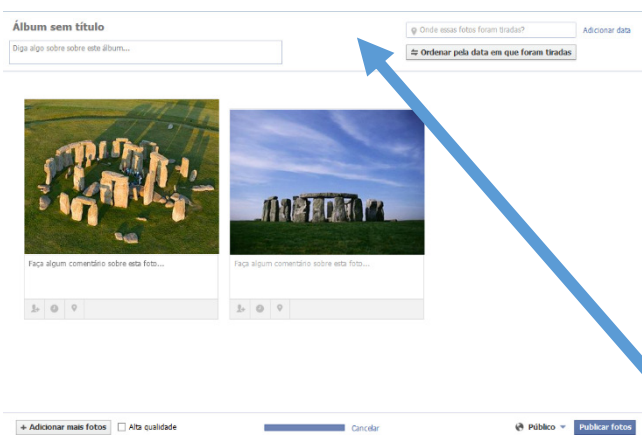 Álbum sem título
Diga algo sobre sobre este álbum...
Onde essas fotos foram tiradas?
Adicionar data
Ordenar pela data em que foram tiradas
Faça algum comentário sobre esta foto...
Faça algum comentário sobre esta foto...
+ Adicionar mais fotos
Alta qualidade
Cancelar
Público
Publicar fotos